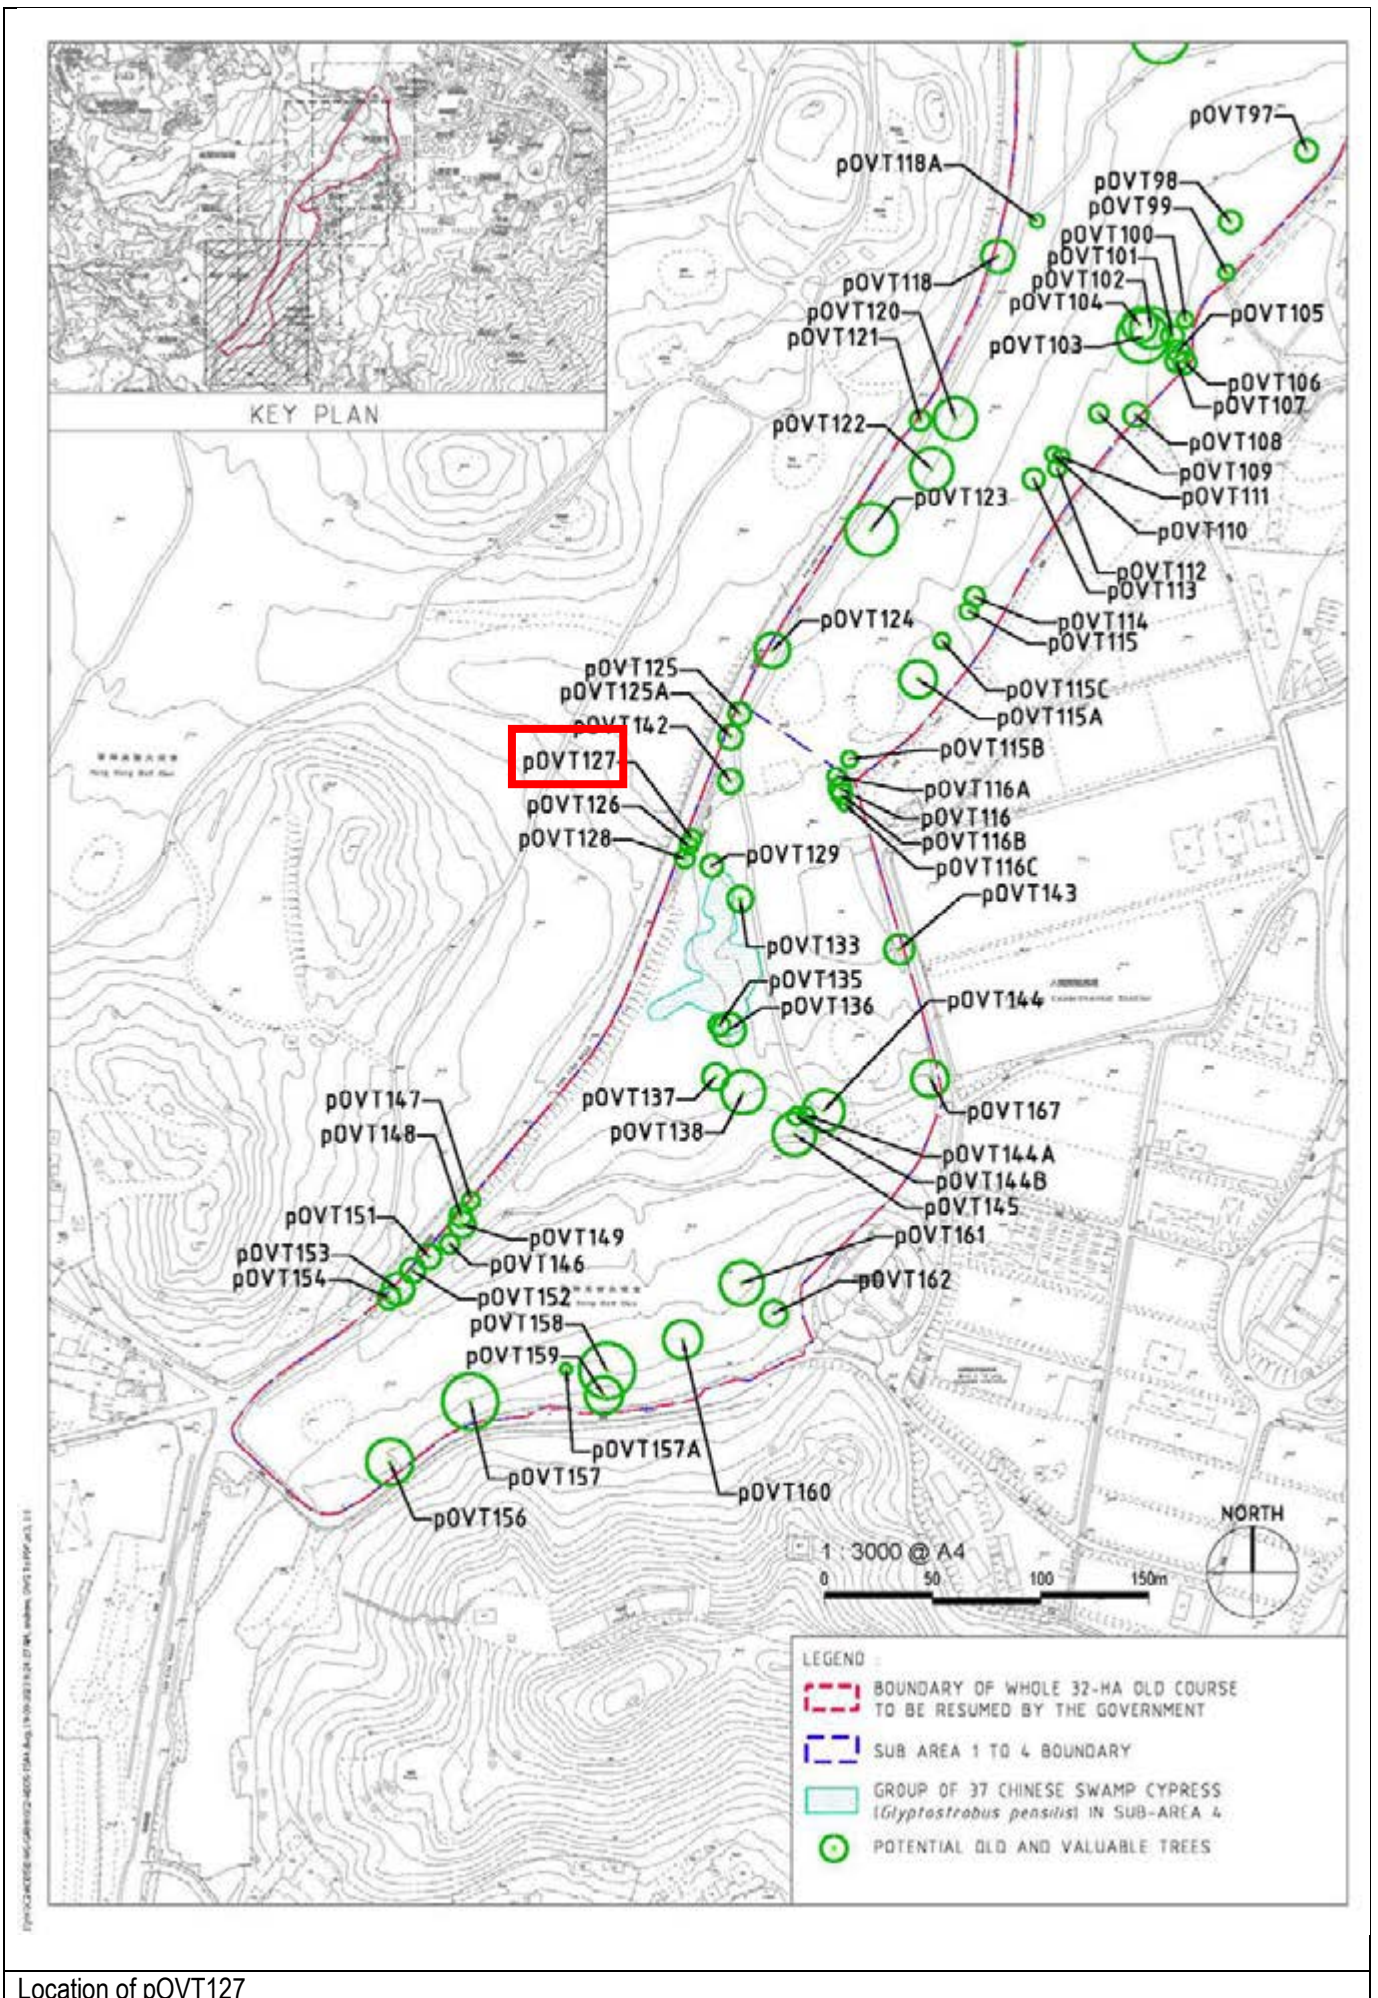 KEY PLAN
pOVT97
pOVT118A
pOVT98
pOVT99
pOVT100
pOVT101
pOVT102
pOVT104
pOVT105
pOVT103
pOVT118
pOVT120
pOVT121
pOVT106
pOVT107
pOVT122
pOVT108
pOVT109
pOVT111
pOVT123
pOVT110
pOVT112
pOVT113
pOVT114
pOVT124
pOVT115
pOVT125
pOVT125A
pOVT115C
pOVT115A
pOVT142
pOVT115B
pOVT127
pOVT116A
pOVT126
pOVT116
pOVT128
pOVT116B
pOVT129
pOVT116C
pOVT143
pOVT133
pOVT135
pOVT136
pOVT144
pOVT137
pOVT147
pOVT167
pOVT138
pOVT148
pOVT144A
pOVT144B
pOVT145
pOVT151
pOVT149
pOVT161
pOVT153
pOVT146
pOVT154
pOVT162
pOVT152
pOVT158
pOVT159
pOVT157A
pOVT157
pOVT160
pOVT156
NORTH
1 : 3000 @ A4
0 50 100 150m
LEGEND :
BOUNDARY OF WHOLE 32-HA OLD COURSE
TO BE RESUMED BY THE GOVERNMENT
SUB AREA 1 TO 4 BOUNDARY
GROUP OF 37 CHINESE SWAMP CYPRESS
(Glyptostrobus pensilis) IN SUB-AREA 4
POTENTIAL OLD AND VALUABLE TREES
Location of pOVT127